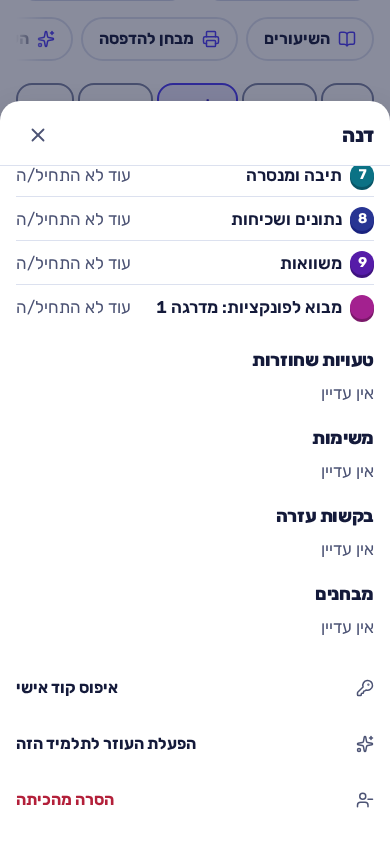 השיעורים
מבחן להדפסה
דנה
7 תיבה ומנסרה עוד לא התחיל/ה
8 נתונים ושכיחות עוד לא התחיל/ה
9 משוואות עוד לא התחיל/ה
מבוא לפונקציות: מדרגה 1 עוד לא התחיל/ה
טעויות שחוזרות
אין עדיין
משימות
אין עדיין
בקשות עזרה
אין עדיין
מבחנים
אין עדיין
איפוס קוד אישי
הפעלת העוזר לתלמיד הזה
הסרה מהכיתה